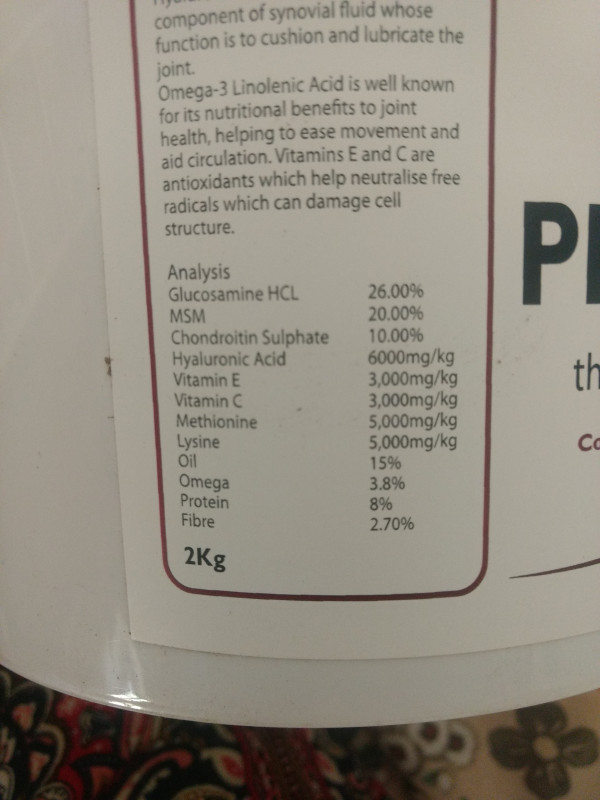 component of synovial fluid whose
function is to cushion and lubricate the
joint.
Omega-3 Linolenic Acid is well known
for its nutritional benefits to joint
health, helping to ease movement and
aid circulation. Vitamins E and C are
antioxidants which help neutralise free
radicals which can damage cell
structure.
Analysis
Glucosamine HCL 26.00%
MSM 20.00%
Chondroitin Sulphate 10.00%
Hyaluronic Acid 6000mg/kg
Vitamin E 3,000mg/kg
Vitamin C 3,000mg/kg
Methionine 5,000mg/kg
Lysine 5,000mg/kg
Oil 15%
Omega 3.8%
Protein 8%
Fibre 2.70%
2Kg
th